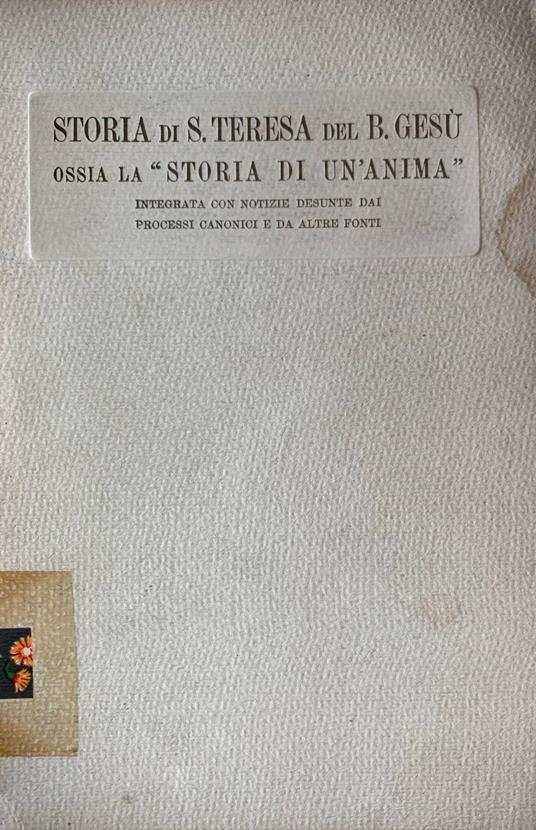 STORIA DI S. TERESA DEL B. GESÙ
OSSIA LA “STORIA DI UN'ANIMA”
INTEGRATA CON NOTIZIE DESUNTE DAI
PROCESSI CANONICI E DA ALTRE FONTI